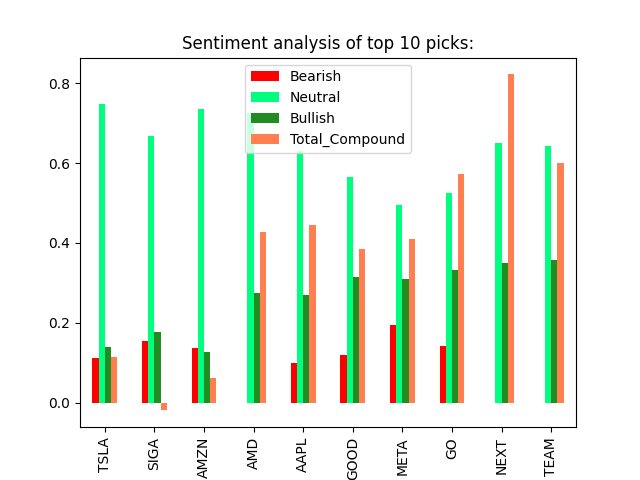 Sentiment analysis of top 10 picks:
Bearish
Neutral
Bullish
Total_Compound
0.8
0.6
0.4
0.2
0.0
TSLA
SIGA
AMZN
AMD
AAPL
GOOD
META
GO
NEXT
TEAM